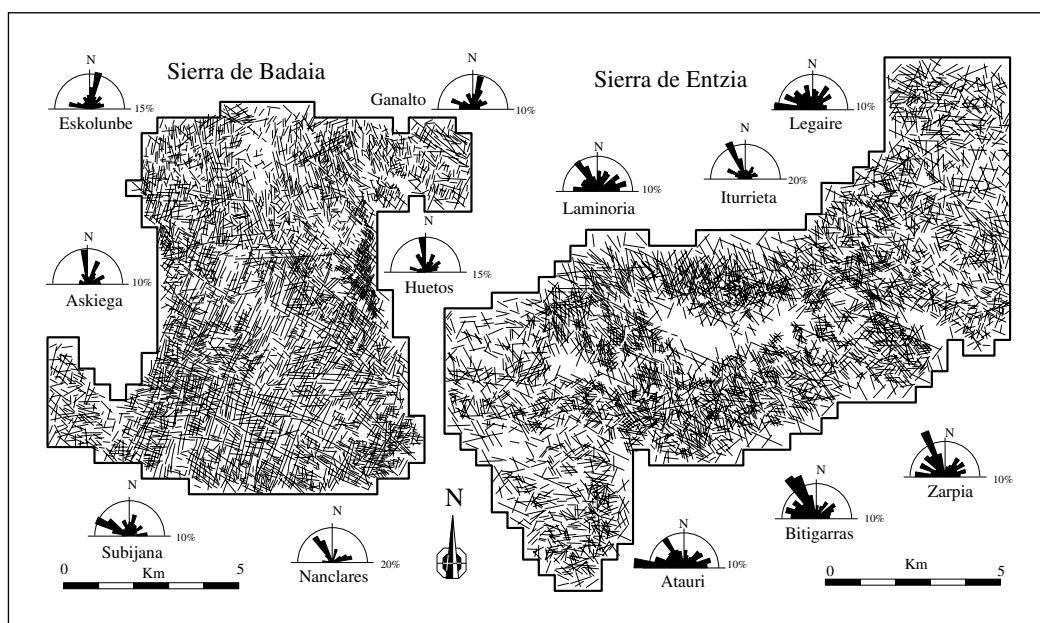 Sierra de Badaia
Sierra de Entzia
N
15%
Eskolunbe
Ganalto
N
10%
N
10%
Legaire
N
20%
Iturrieta
N
10%
Laminoria
N
10%
Askiega
N
15%
Huetos
N
10%
Subijana
N
20%
Nanclares
N
N
10%
Atauri
N
10%
Bitigarras
N
10%
Zarpia
0 Km 5
0 Km 5